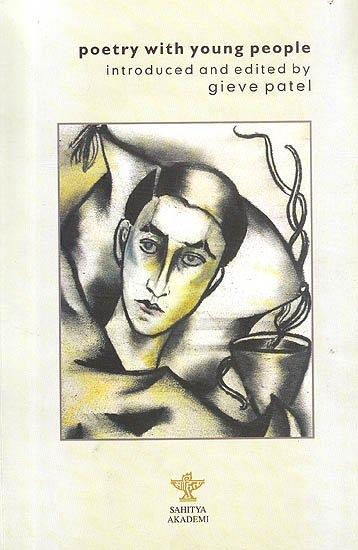 poetry with young people
introduced and edited by
gieve patel
SAHITYA
AKADEMI